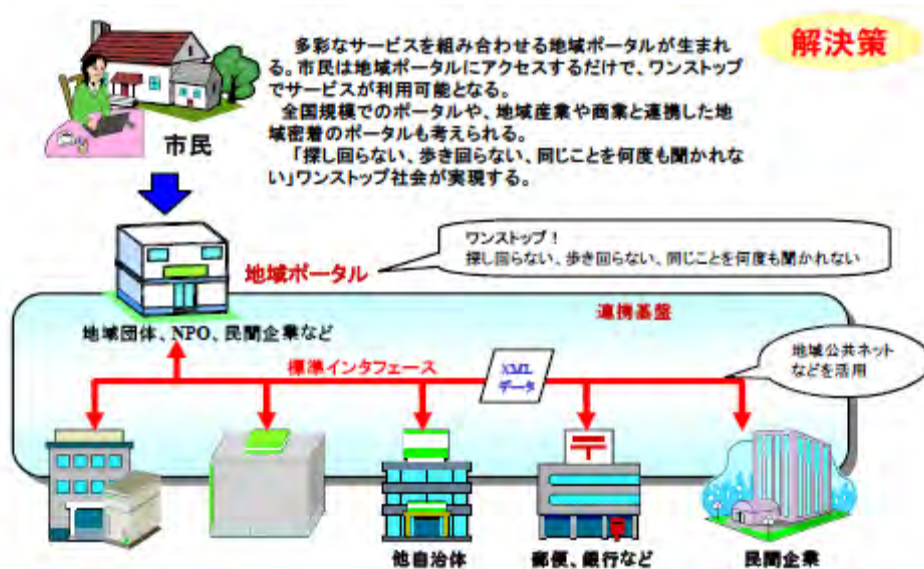 解決策
多彩なサービスを組み合わせる地域ポータルが生まれ
る。市民は地域ポータルにアクセスするだけで、ワンストップ
でサービスが利用可能となる。
全国規模でのポータルや、地域産業や商業と連携した地
域密着のポータルも考えられる。
「探し回らない、歩き回らない、同じことを何度も聞かれな
い」ワンストップ社会が実現する。
市民
ワンストップ！
探し回らない、歩き回らない、同じことを何度も聞かれない
地域ポータル
連携基盤
地域団体、NPO、民間企業など
標準インタフェース
XML
データ
地域公共ネット
などを活用
〒
他自治体
郵便、銀行など
民間企業